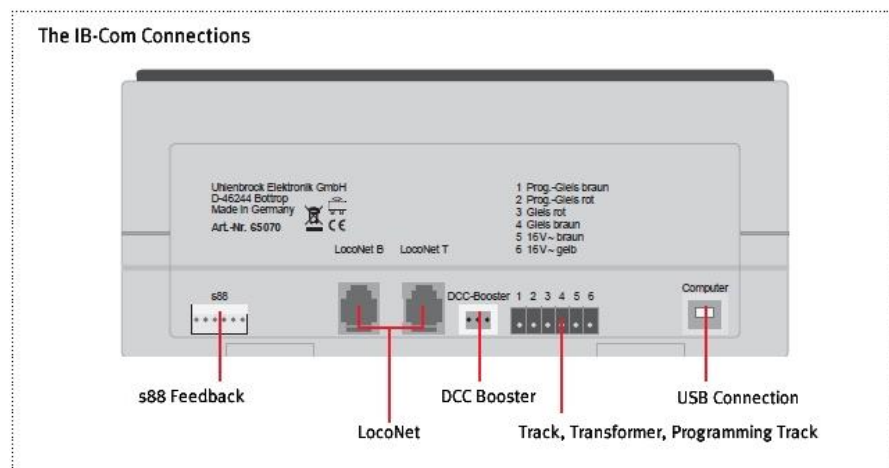 The IB-Com Connections
Uhlenbrock Elektronik GmbH
D-46244 Bottrop
Made in Germany
Art.-Nr. 65070
CE
1 Prog.-Gleis braun
2 Prog.-Gleis rot
3 Gleis rot
4 Gleis braun
5 16V~ braun
6 16V~ gelb
LocoNet B LocoNet T
s88
DCC-Booster 1 2 3 4 5 6
Computer
s88 Feedback
DCC Booster
USB Connection
LocoNet
Track, Transformer, Programming Track